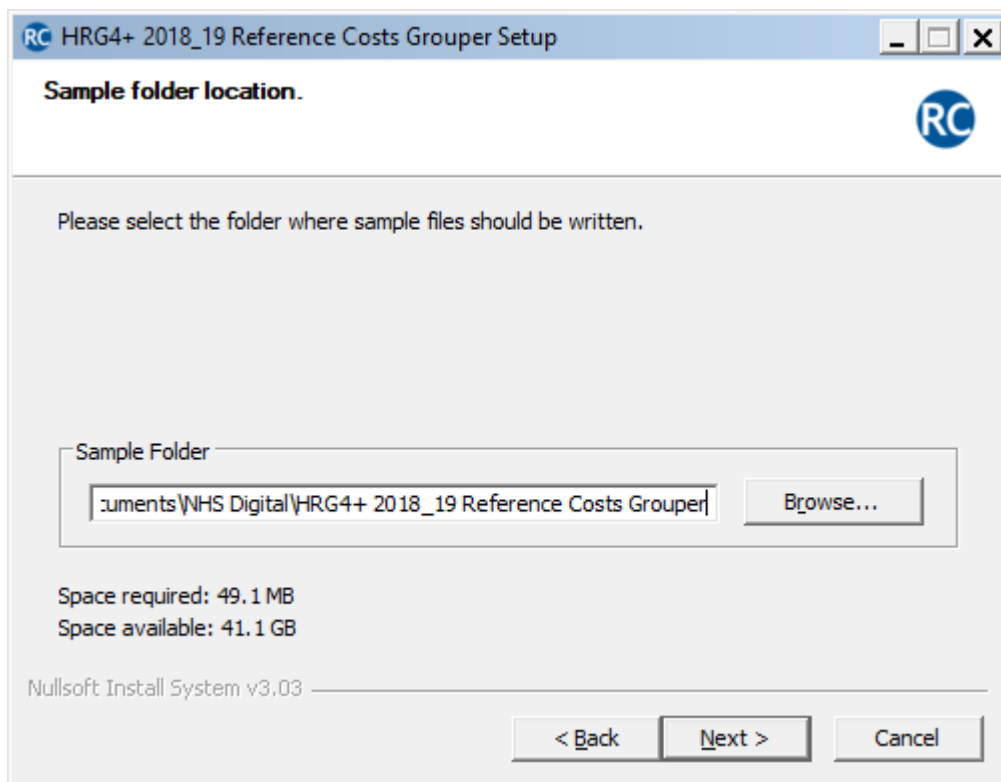 RC HRG4+ 2018_19 Reference Costs Grouper Setup
Sample folder location.
RC
Please select the folder where sample files should be written.
Sample Folder
:uments\NHS Digital\HRG4+ 2018_19 Reference Costs Grouper
Browse...
Space required: 49.1 MB
Space available: 41.1 GB
Nullsoft Install System v3.03
< Back
Next >
Cancel